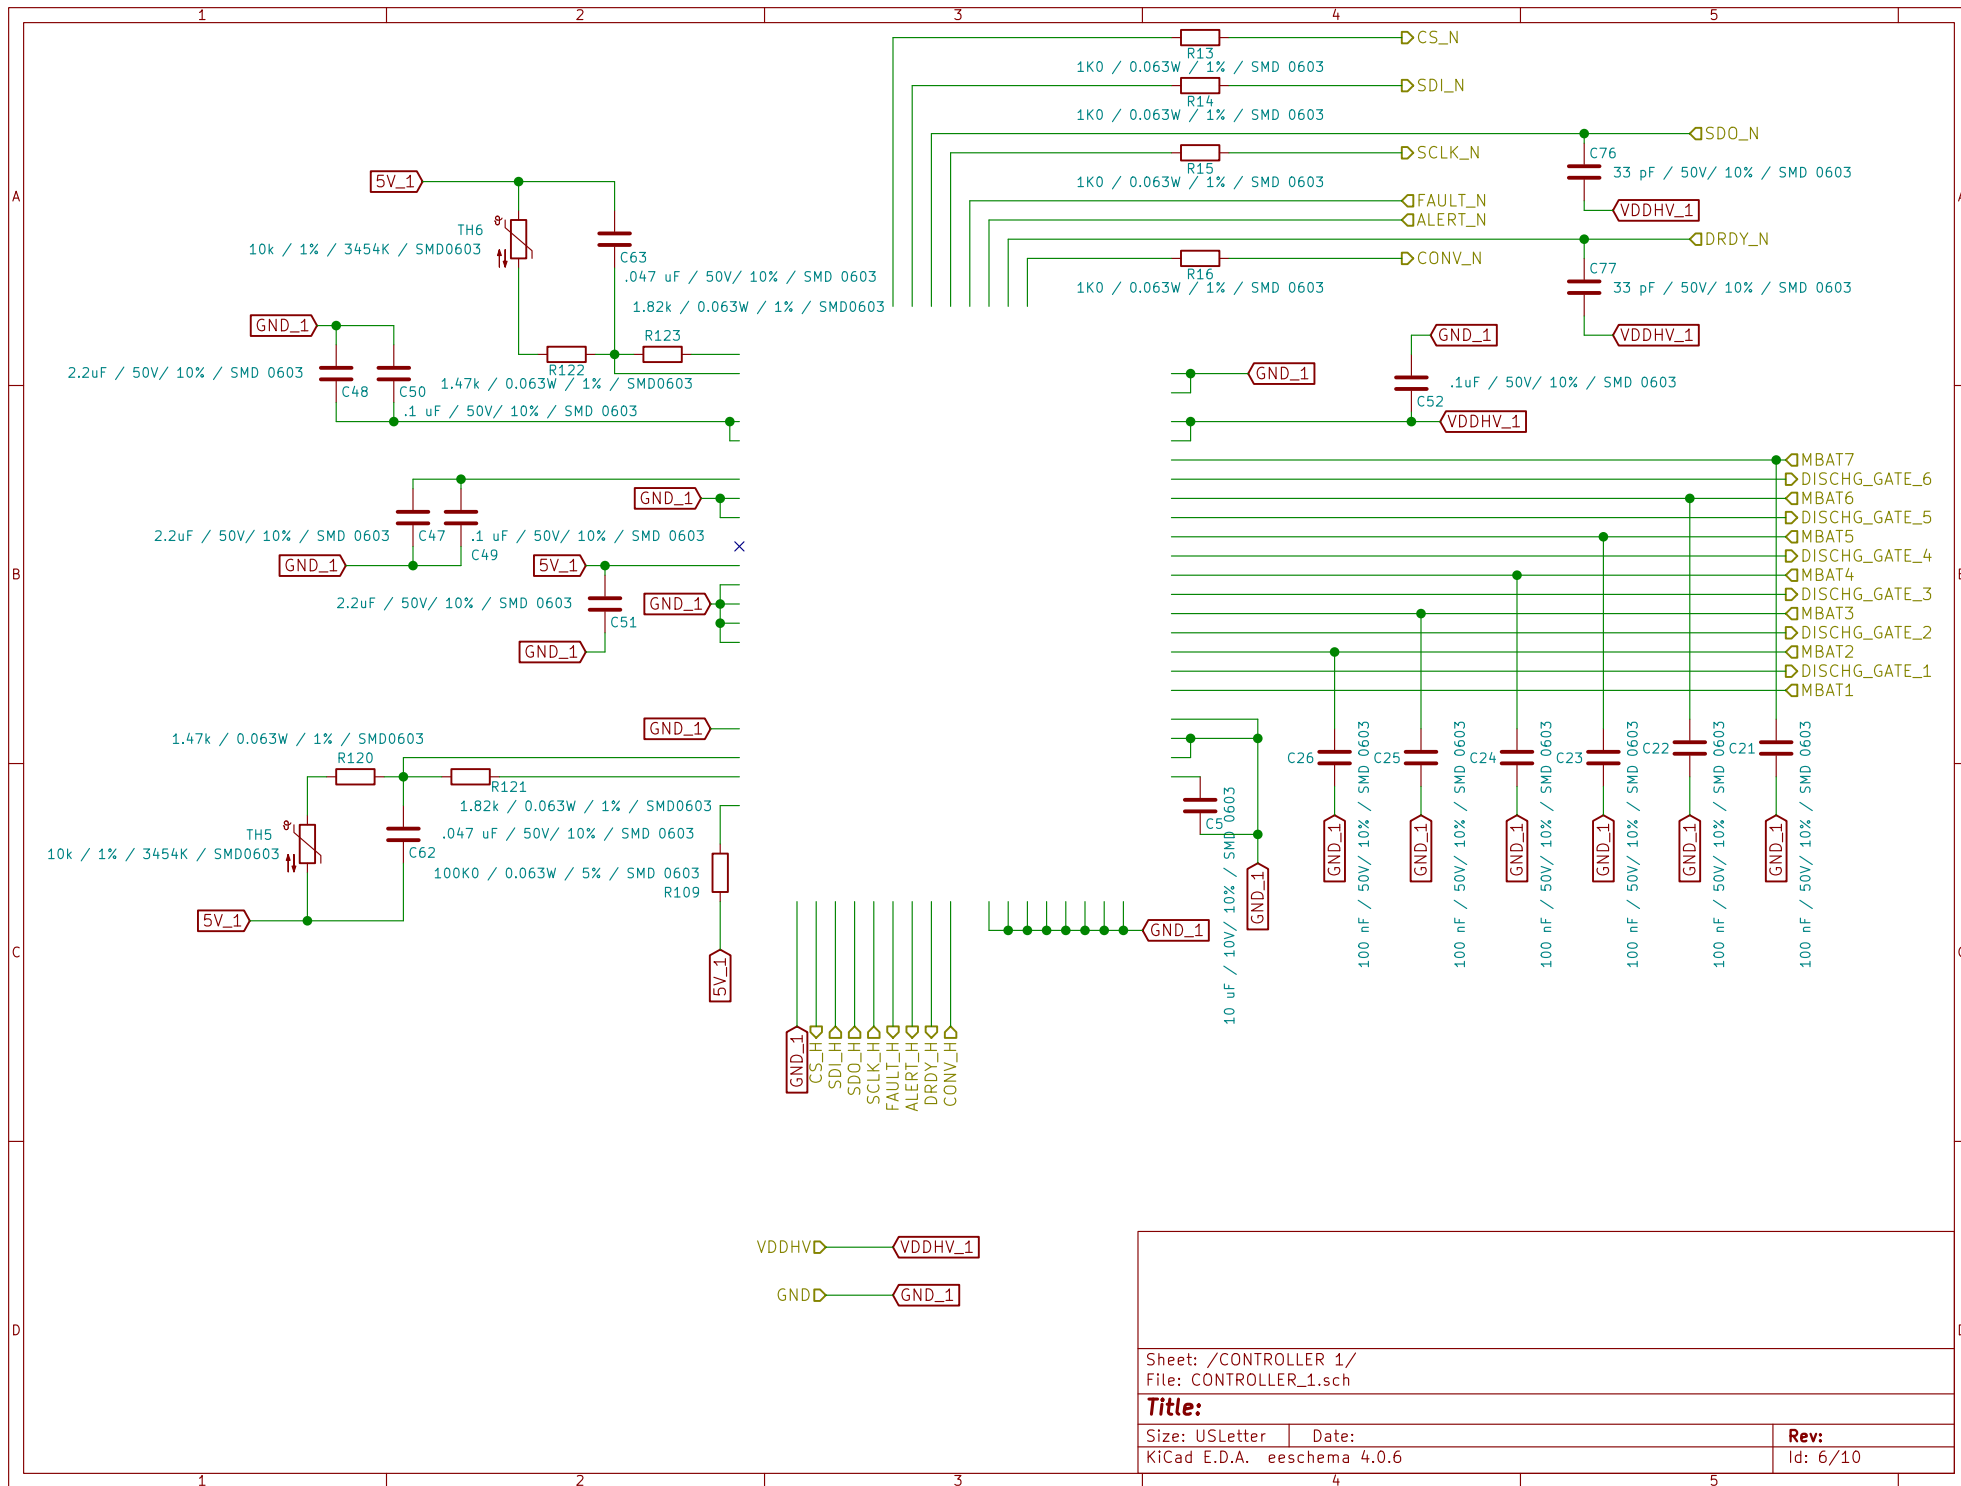 1 2 3 4 5
CS_N
R13
1K0 / 0.063W / 1% / SMD 0603
SDI_N
R14
1K0 / 0.063W / 1% / SMD 0603
SDO_N
SCLK_N
R15
1K0 / 0.063W / 1% / SMD 0603
C76
33 pF / 50V/ 10% / SMD 0603
VDDHV_1
FAULT_N
ALERT_N
DRDY_N
CONV_N
R16
1K0 / 0.063W / 1% / SMD 0603
C77
33 pF / 50V/ 10% / SMD 0603
VDDHV_1
A
5V_1
TH6
10k / 1% / 3454K / SMD0603
C63
.047 uF / 50V/ 10% / SMD 0603
1.82k / 0.063W / 1% / SMD0603
R123
GND_1
R122
1.47k / 0.063W / 1% / SMD0603
2.2uF / 50V/ 10% / SMD 0603
C48
C50
.1 uF / 50V/ 10% / SMD 0603
GND_1
GND_1
.1uF / 50V/ 10% / SMD 0603
C52
VDDHV_1
MBAT7
DISCHG_GATE_6
MBAT6
DISCHG_GATE_5
MBAT5
DISCHG_GATE_4
MBAT4
DISCHG_GATE_3
MBAT3
DISCHG_GATE_2
MBAT2
DISCHG_GATE_1
MBAT1
GND_1
2.2uF / 50V/ 10% / SMD 0603
C47
.1 uF / 50V/ 10% / SMD 0603
C49
GND_1
5V_1
B
2.2uF / 50V/ 10% / SMD 0603
C51
GND_1
GND_1
GND_1
1.47k / 0.063W / 1% / SMD0603
R120
R121
1.82k / 0.063W / 1% / SMD0603
TH5
10k / 1% / 3454K / SMD0603
.047 uF / 50V/ 10% / SMD 0603
C62
100K0 / 0.063W / 5% / SMD 0603
R109
5V_1
5V_1
C5
10 uF / 10V/ 10% / SMD 0603
GND_1
GND_1
C26
100 nF / 50V/ 10% / SMD 0603
GND_1
C25
100 nF / 50V/ 10% / SMD 0603
GND_1
C24
100 nF / 50V/ 10% / SMD 0603
GND_1
C23
100 nF / 50V/ 10% / SMD 0603
GND_1
C22
100 nF / 50V/ 10% / SMD 0603
GND_1
C21
100 nF / 50V/ 10% / SMD 0603
GND_1
C
GND_1
CS_H
SDI_H
SDO_H
SCLK_H
FAULT_H
ALERT_H
DRDY_H
CONV_H
VDDHV
VDDHV_1
GND
GND_1
D
Sheet: /CONTROLLER 1/
File: CONTROLLER_1.sch
Title:
Size: USLetter Date: Rev:
KiCad E.D.A. eeschema 4.0.6 Id: 6/10
1 2 3 4 5